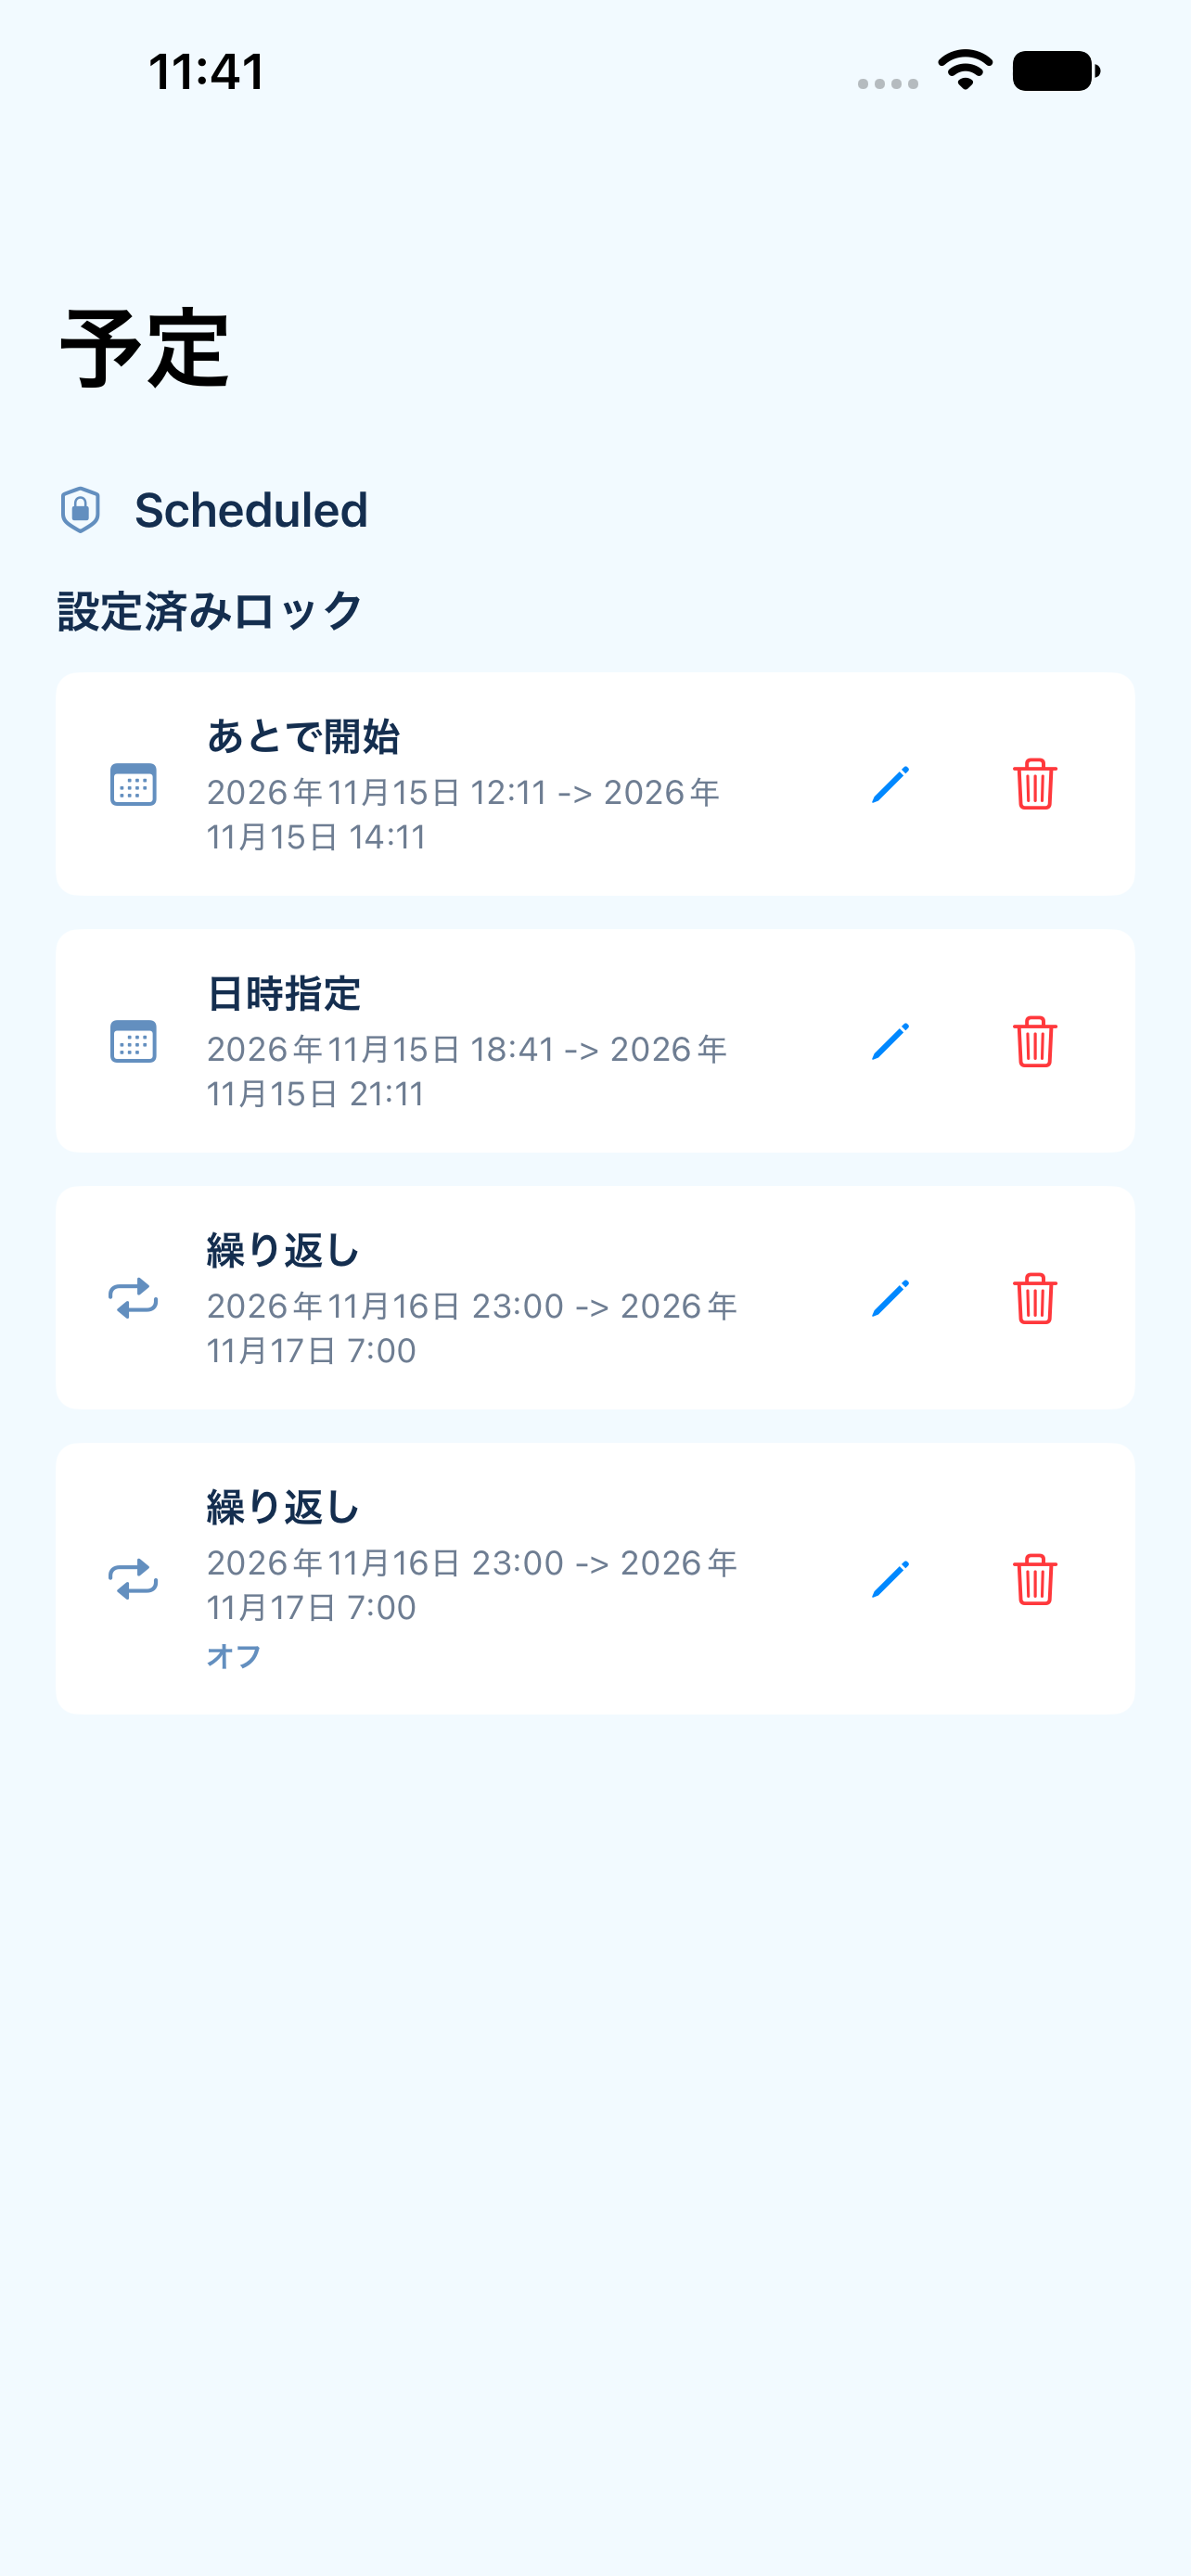 11:41
予定
Scheduled
設定済みロック
あとで開始
2026年11月15日 12:11 -> 2026年
11月15日 14:11
日時指定
2026年11月15日 18:41 -> 2026年
11月15日 21:11
繰り返し
2026年11月16日 23:00 -> 2026年
11月17日 7:00
繰り返し
2026年11月16日 23:00 -> 2026年
11月17日 7:00
オフ